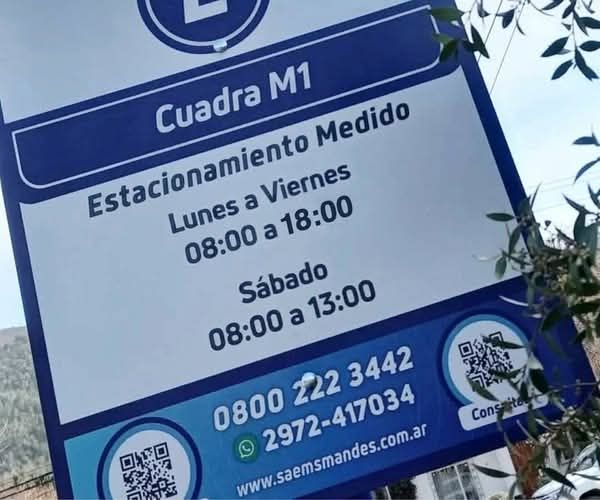 E
Cuadra M1
Estacionamiento Medido
Lunes a Viernes
08:00 a 18:00
Sábado
08:00 a 13:00
0800 222 3442
2972-417034
www.saemsmandes.com.ar